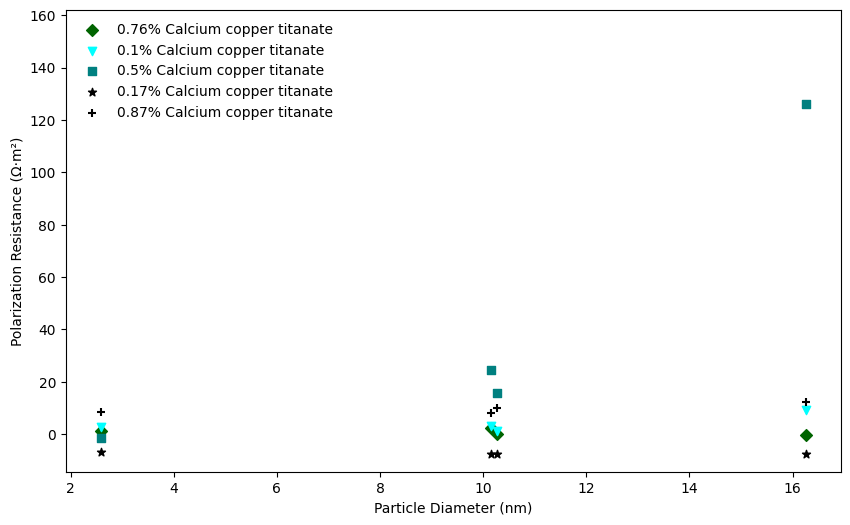 160
140
120
100
80
60
40
20
0
2
4
6
8
10
12
14
16
Polarization Resistance (Ω·m²)
Particle Diameter (nm)
0.76% Calcium copper titanate
0.1% Calcium copper titanate
0.5% Calcium copper titanate
0.17% Calcium copper titanate
0.87% Calcium copper titanate